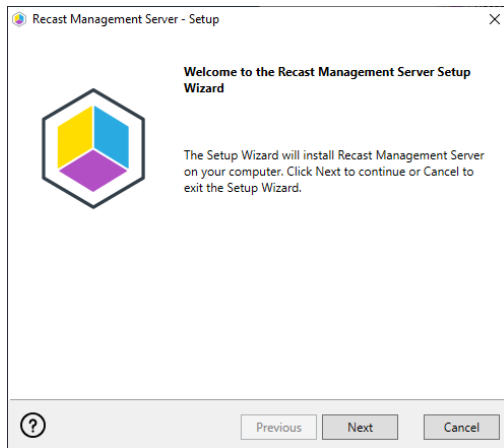 Recast Management Server - Setup
Welcome to the Recast Management Server Setup
Wizard
The Setup Wizard will install Recast Management Server
on your computer. Click Next to continue or Cancel to
exit the Setup Wizard.
?
Previous
Next
Cancel